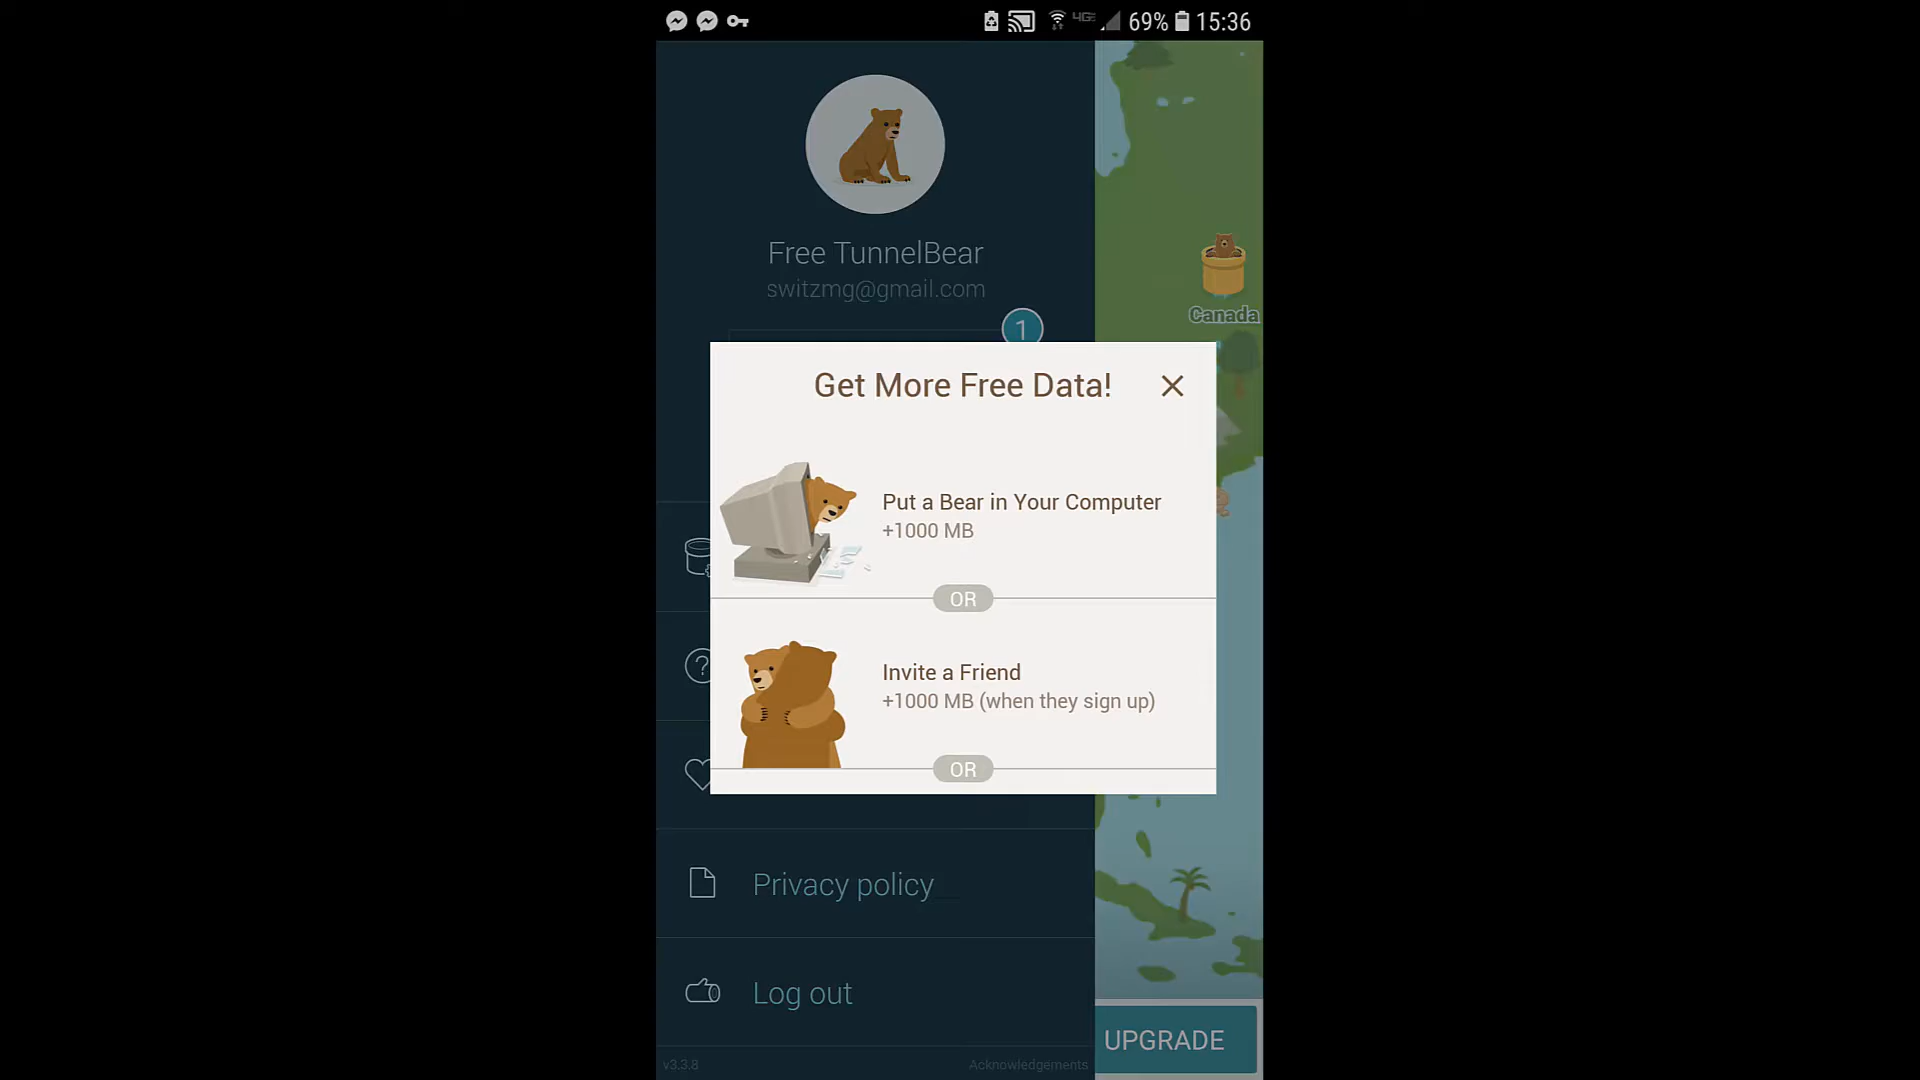 4G
69%
15:36
Free TunnelBear
switzmg@gmail.com
1
Canada
Get More Free Data!
Put a Bear in Your Computer
+1000 MB
OR
Invite a Friend
+1000 MB (when they sign up)
OR
?
Privacy policy
Log out
UPGRADE
v3.3.8
Acknowledgements